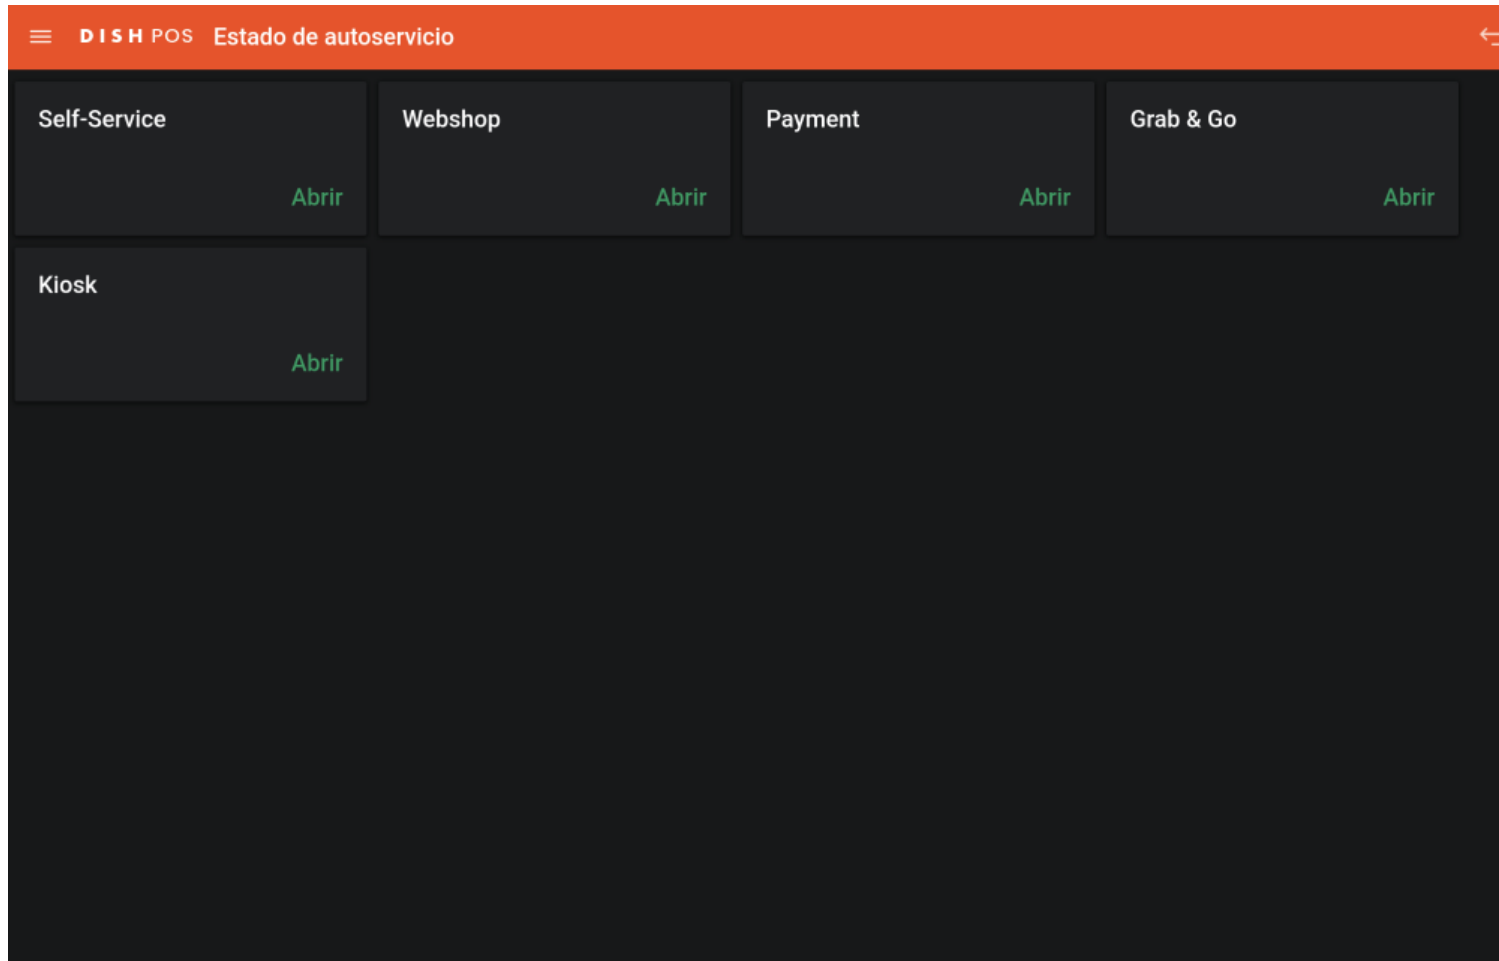 DISH POS Estado de autoservicio
Self-Service
Abrir
Webshop
Abrir
Payment
Abrir
Grab & Go
Abrir
Kiosk
Abrir